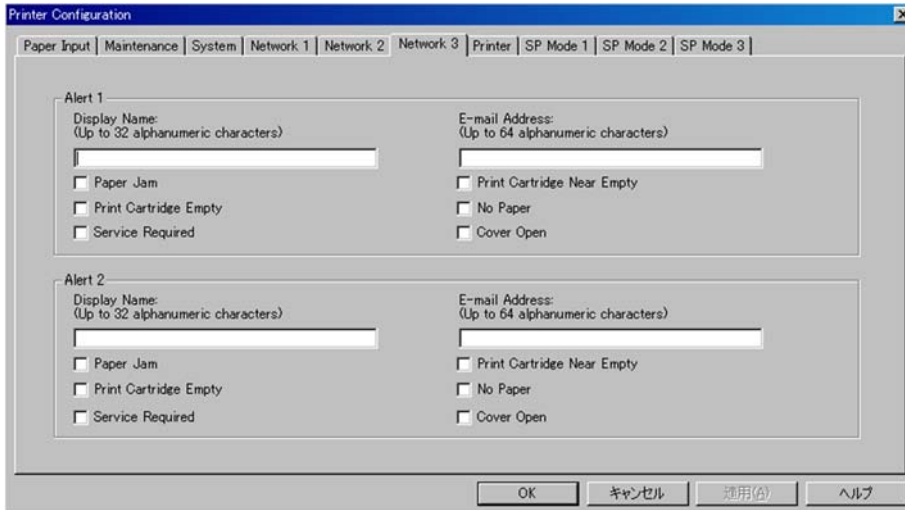 Printer Configuration
Paper Input Maintenance System Network 1 Network 2 Network 3 Printer SP Mode 1 SP Mode 2 SP Mode 3
Alert 1
Display Name:
(Up to 32 alphanumeric characters)
E-mail Address:
(Up to 64 alphanumeric characters)
Paper Jam
Print Cartridge Near Empty
Print Cartridge Empty
No Paper
Service Required
Cover Open
Alert 2
Display Name:
(Up to 32 alphanumeric characters)
E-mail Address:
(Up to 64 alphanumeric characters)
Paper Jam
Print Cartridge Near Empty
Print Cartridge Empty
No Paper
Service Required
Cover Open
OK キャンセル 適用(A) ヘルプ